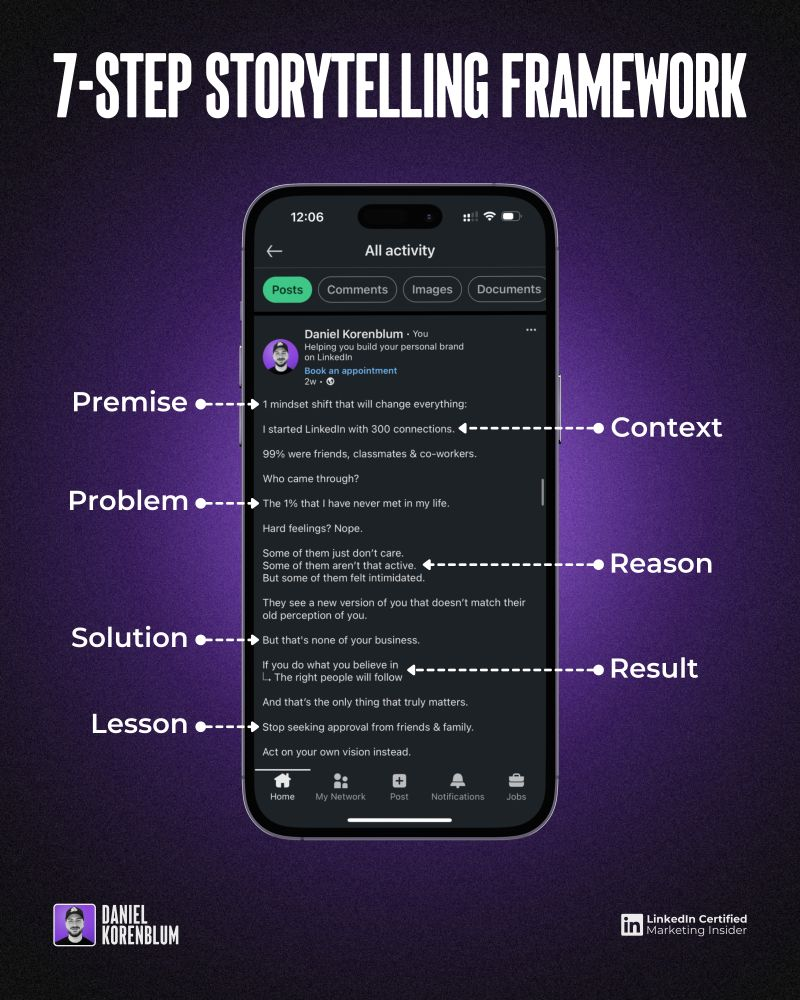 7-STEP STORYTELLING FRAMEWORK
12:06
All activity
Posts
Comments
Images
Documents
Daniel Korenblum · You
Helping you build your personal brand
on LinkedIn
Book an appointment
2w •
Premise
1 mindset shift that will change everything:
I started LinkedIn with 300 connections.
Context
99% were friends, classmates & co-workers.
Who came through?
Problem
The 1% that I have never met in my life.
Hard feelings? Nope.
Some of them just don’t care.
Some of them aren’t that active.
Reason
But some of them felt intimidated.
They see a new version of you that doesn’t match their
old perception of you.
Solution
But that's none of your business.
If you do what you believe in
↳ The right people will follow
Result
And that’s the only thing that truly matters.
Lesson
Stop seeking approval from friends & family.
Act on your own vision instead.
Home
My Network
Post
Notifications
Jobs
DANIEL
KORENBLUM
in
LinkedIn Certified
Marketing Insider